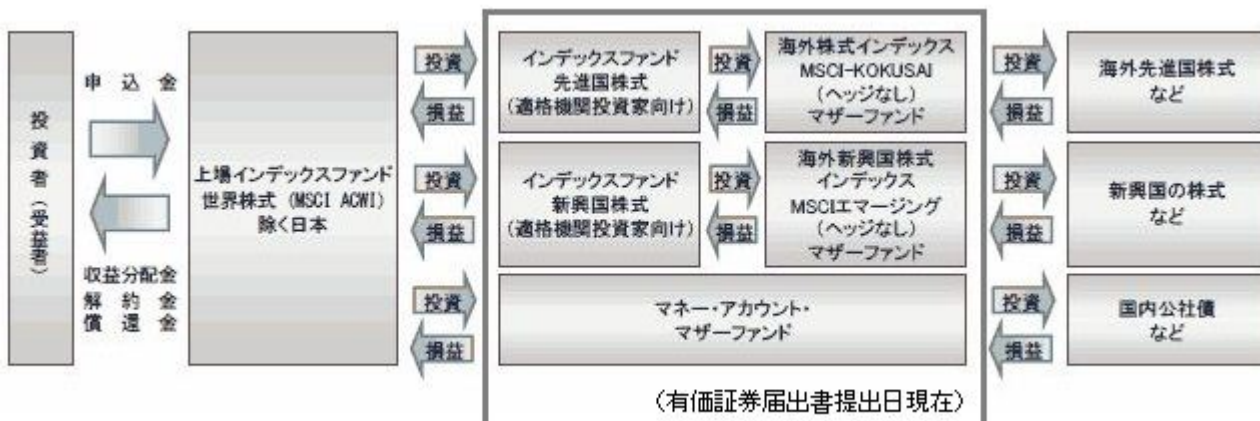 投資者(受益者)
申込金
収益分配金
解約金
償還金
上場インデックスファンド
世界株式(MSCI ACWI)
除く日本
投資
損益
投資
損益
投資
損益
インデックスファンド
先進国株式
(適格機関投資家向け)
投資
損益
海外株式インデックス
MSCI-KOKUSAI
(ヘッジなし)
マザーファンド
インデックスファンド
新興国株式
(適格機関投資家向け)
投資
損益
海外新興国株式
インデックス
MSCIエマージング
(ヘッジなし)
マザーファンド
マネー・アカウント・
マザーファンド
(有価証券届出書提出日現在)
投資
損益
海外先進国株式
など
投資
損益
新興国の株式
など
投資
損益
国内公社債
など